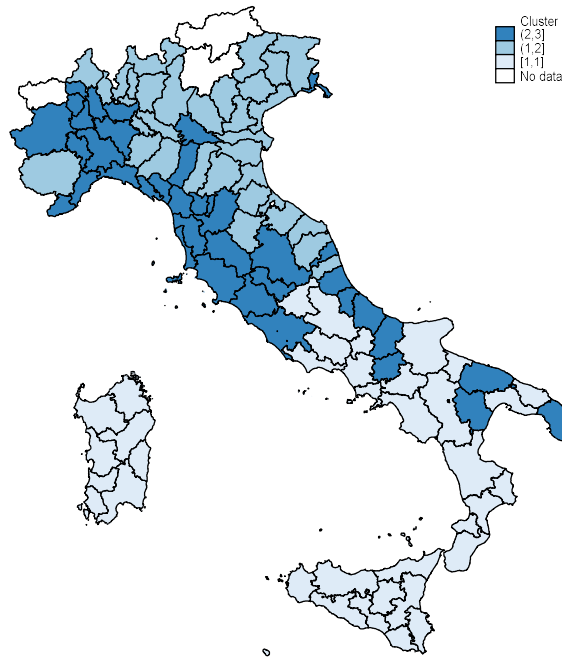 Cluster
(2,3]
(1,2]
[1,1]
No data